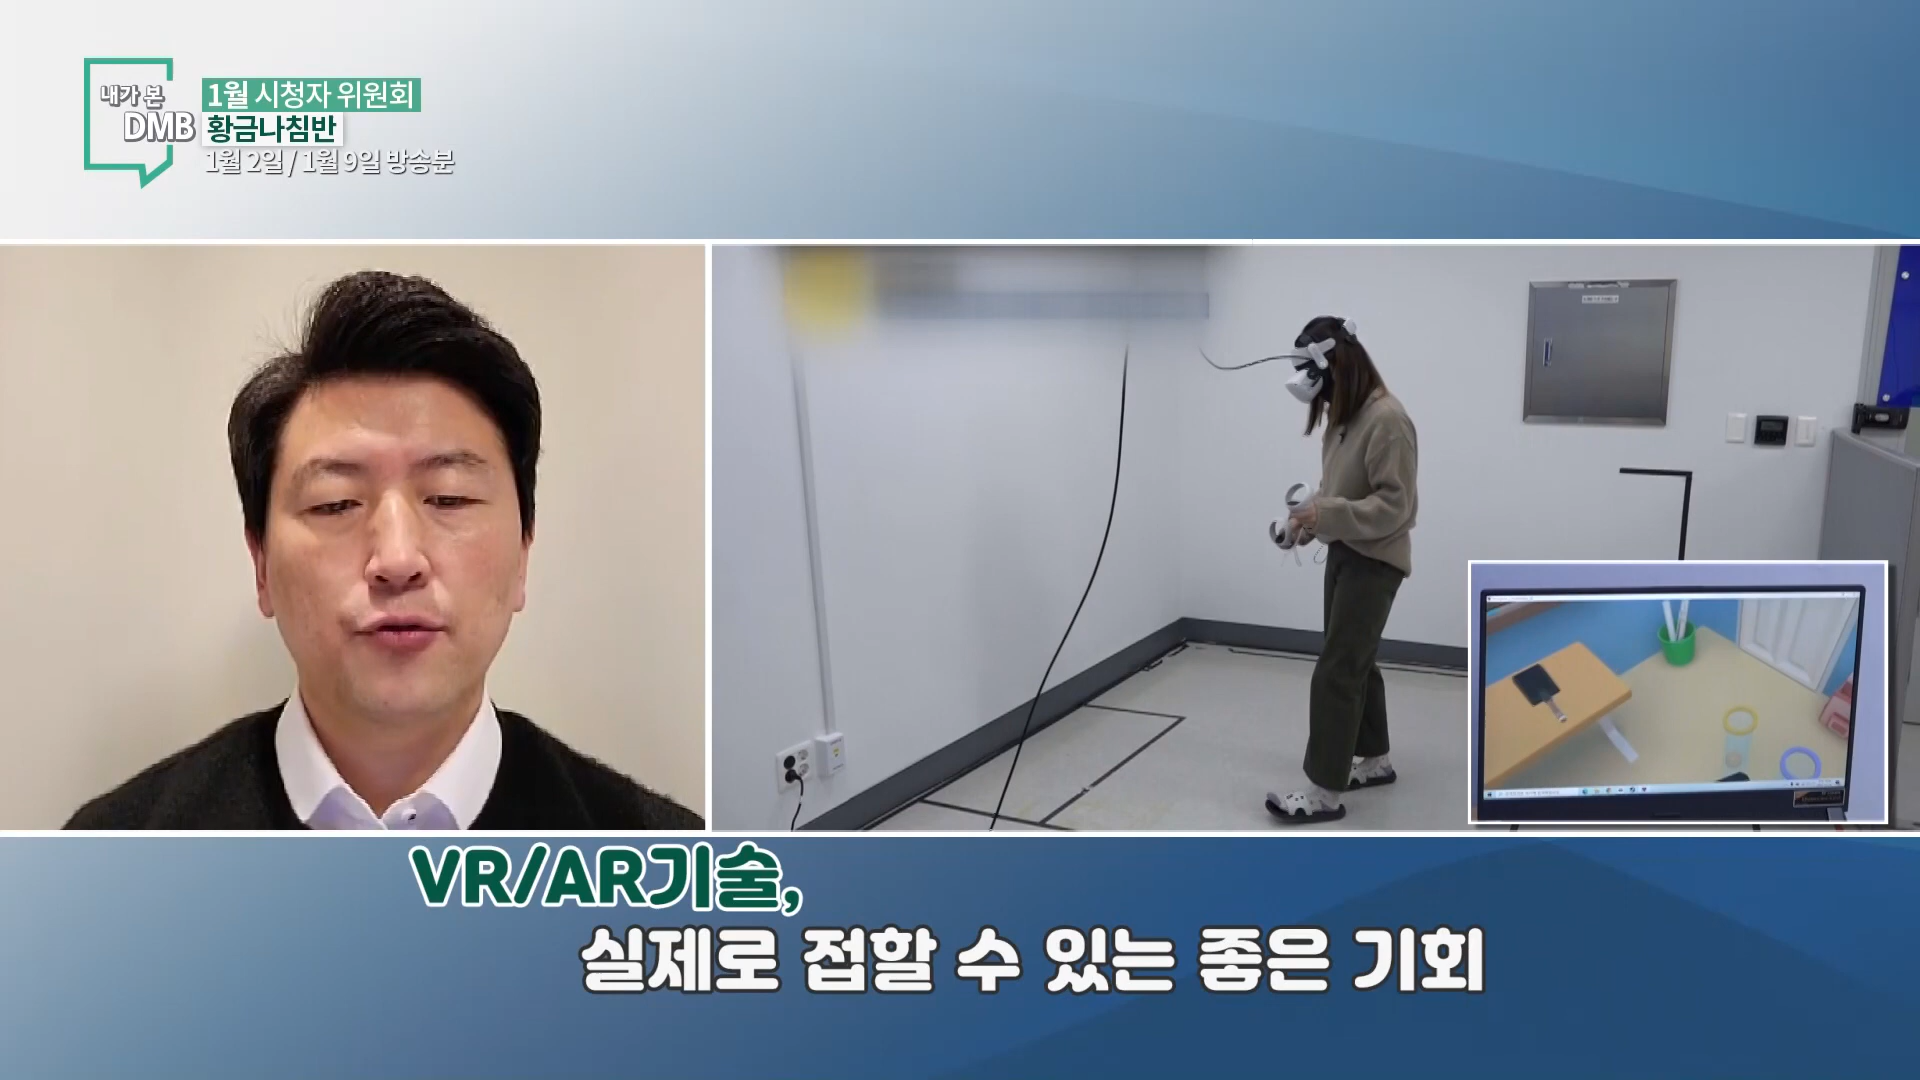 내가 본
DMB
1월 시청자 위원회
황금나침반
1월 2일 / 1월 9일 방송분
VR/AR기술,
실제로 접할 수 있는 좋은 기회